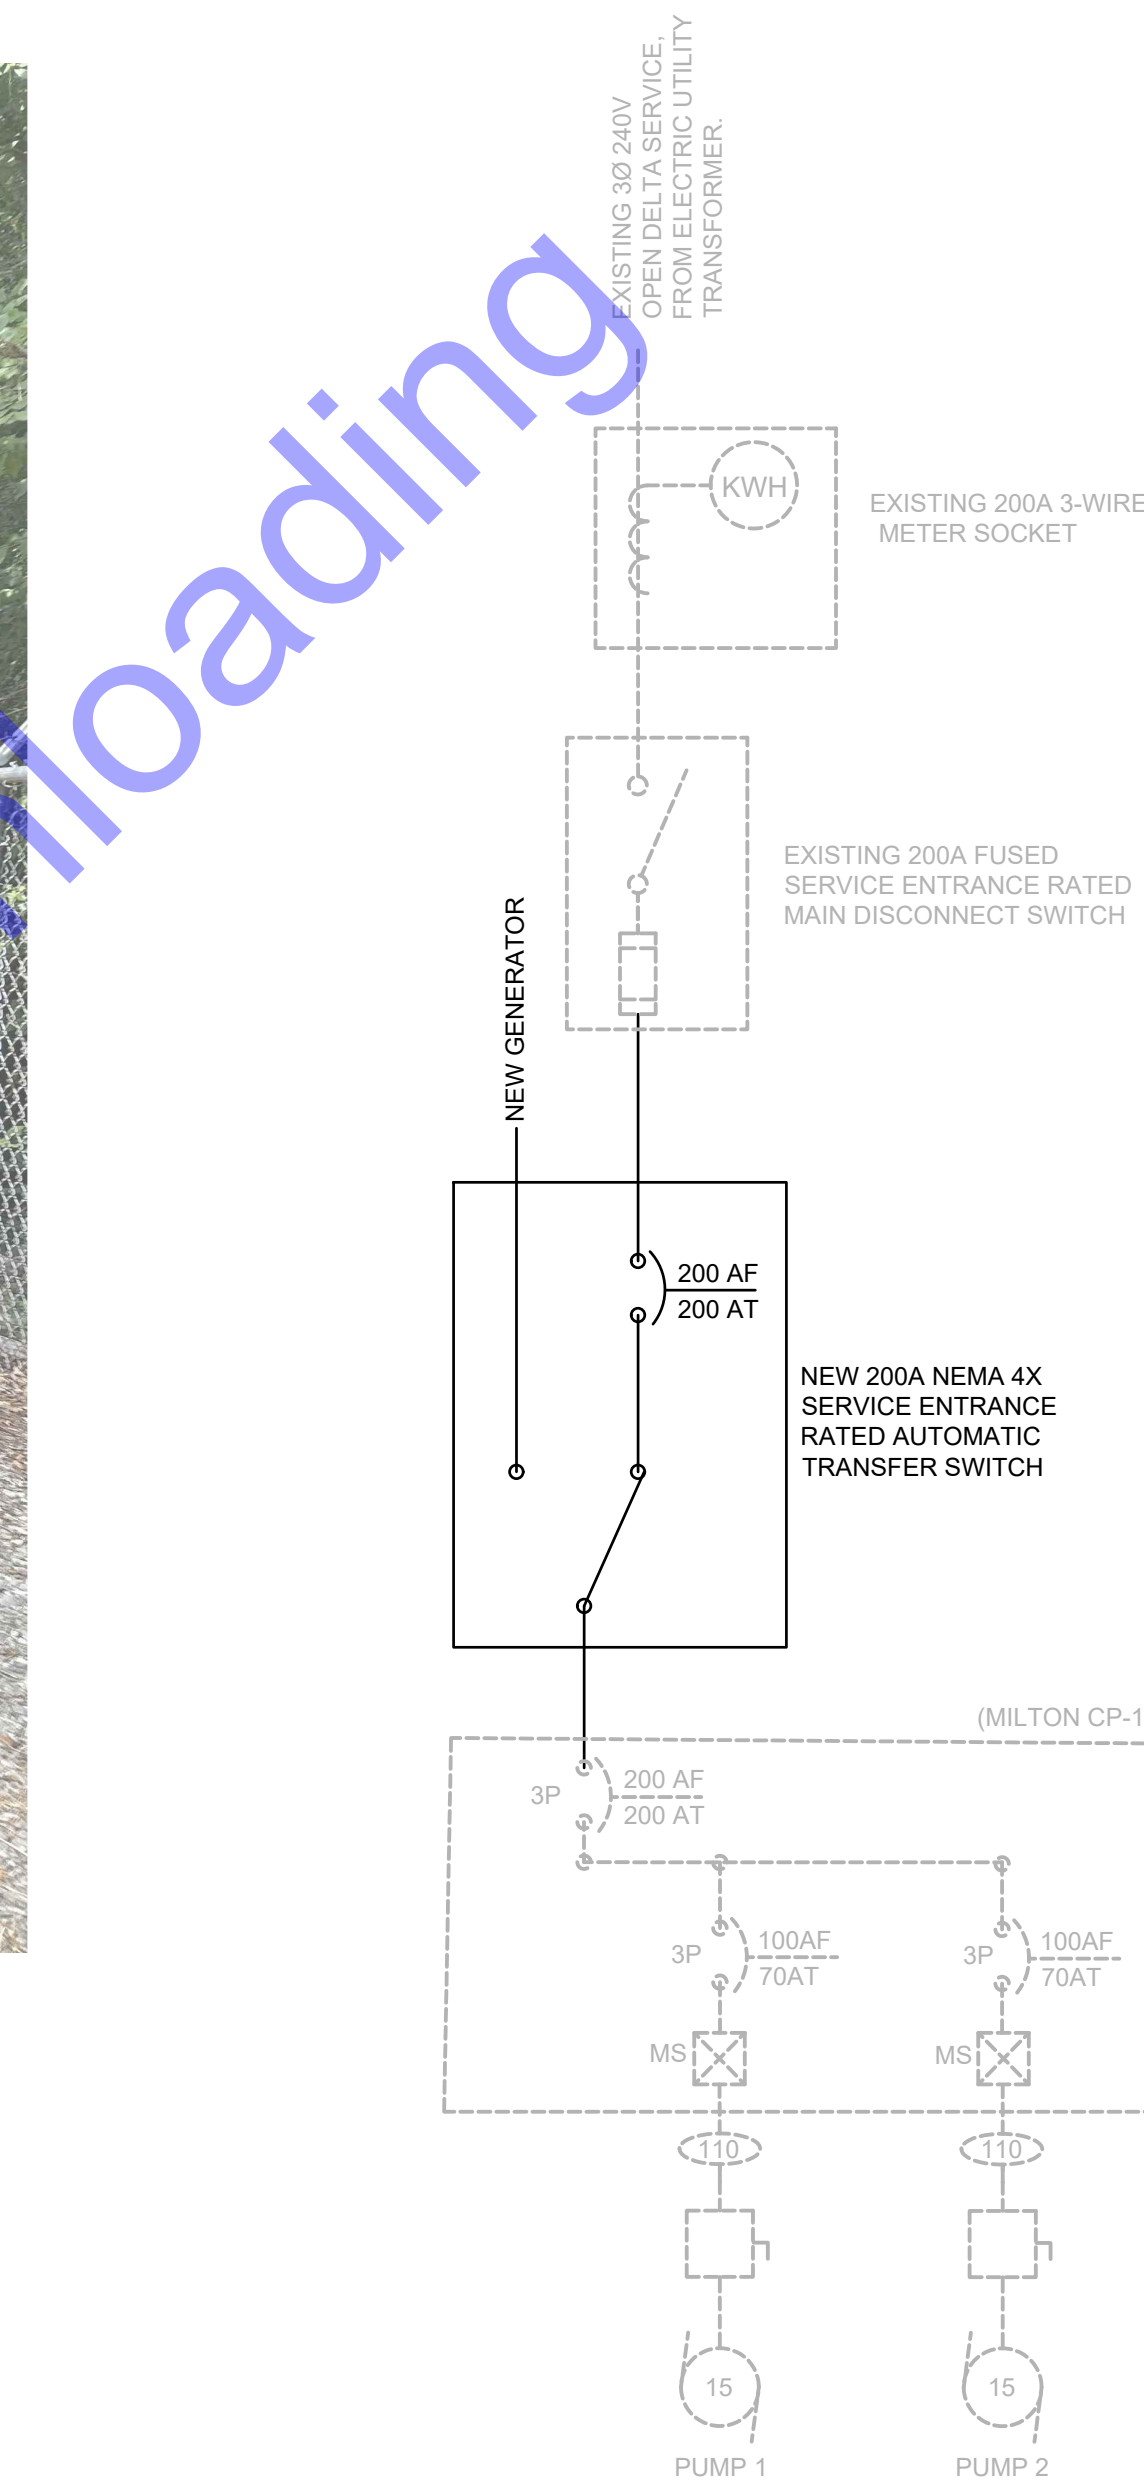 EXISTING 3Ø 240V
OPEN DELTA SERVICE,
FROM ELECTRIC UTILITY
TRANSFORMER.
loading
KWH
EXISTING 200A 3-WIRE
METER SOCKET
EXISTING 200A FUSED
SERVICE ENTRANCE RATED
MAIN DISCONNECT SWITCH
NEW GENERATOR
200 AF
200 AT
NEW 200A NEMA 4X
SERVICE ENTRANCE
RATED AUTOMATIC
TRANSFER SWITCH
(MILTON CP-1
3P
200 AF
200 AT
3P
100AF
70AT
3P
100AF
70AT
MS
MS
110
110
15
15
PUMP 1
PUMP 2